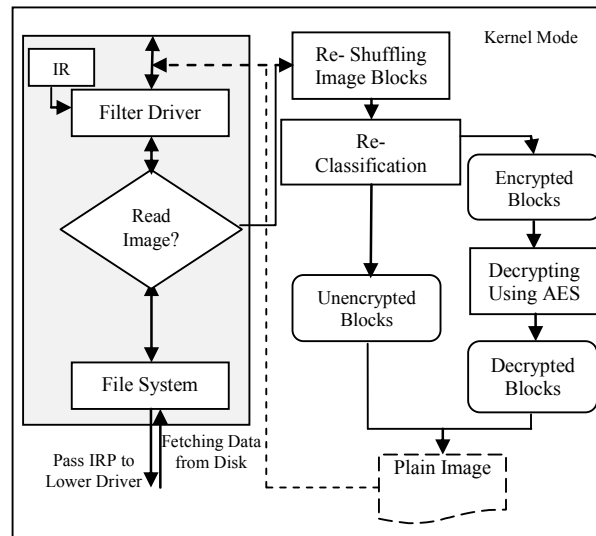 Kernel Mode
IR
Filter Driver
Read
Image?
File System
Pass IRP to
Lower Driver
Fetching Data
from Disk
Re- Shuffling
Image Blocks
Re-
Classification
Encrypted
Blocks
Unencrypted
Blocks
Decrypting
Using AES
Decrypted
Blocks
Plain Image